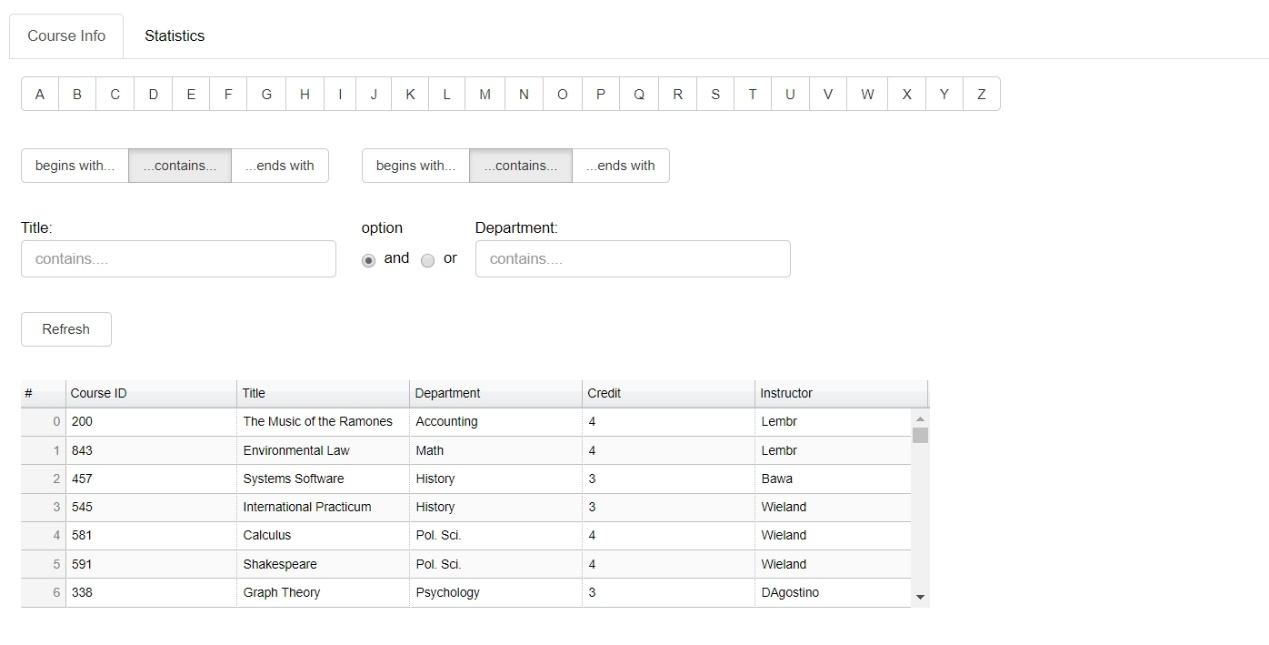 Course Info Statistics
A B C D E F G H I J K L M N O P Q R S T U V W X Y Z
begins with... ...contains... ...ends with begins with... ...contains... ...ends with
Title: option Department:
contains.... and or contains....
Refresh
# Course ID Title Department Credit Instructor
0 200 The Music of the Ramones Accounting 4 Lembr
1 843 Environmental Law Math 4 Lembr
2 457 Systems Software History 3 Bawa
3 545 International Practicum History 3 Wieland
4 581 Calculus Pol. Sci. 4 Wieland
5 591 Shakespeare Pol. Sci. 4 Wieland
6 338 Graph Theory Psychology 3 DAgostino